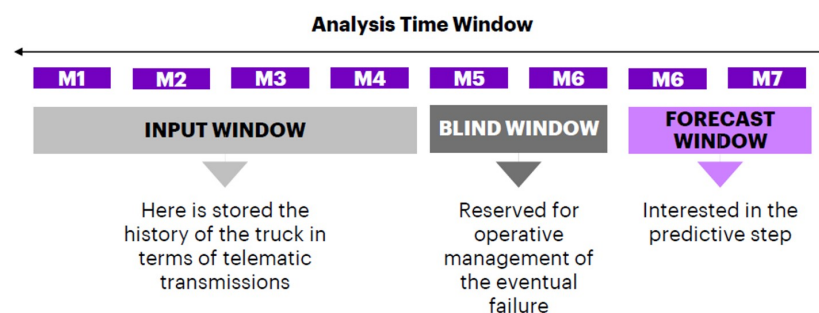 Analysis Time Window
M1 M2 M3 M4 M5 M6 M6 M7
INPUT WINDOW
BLIND WINDOW
FORECAST
WINDOW
Here is stored the
history of the truck in
terms of telematic
transmissions
Reserved for
operative
management of
the eventual
failure
Interested in the
predictive step